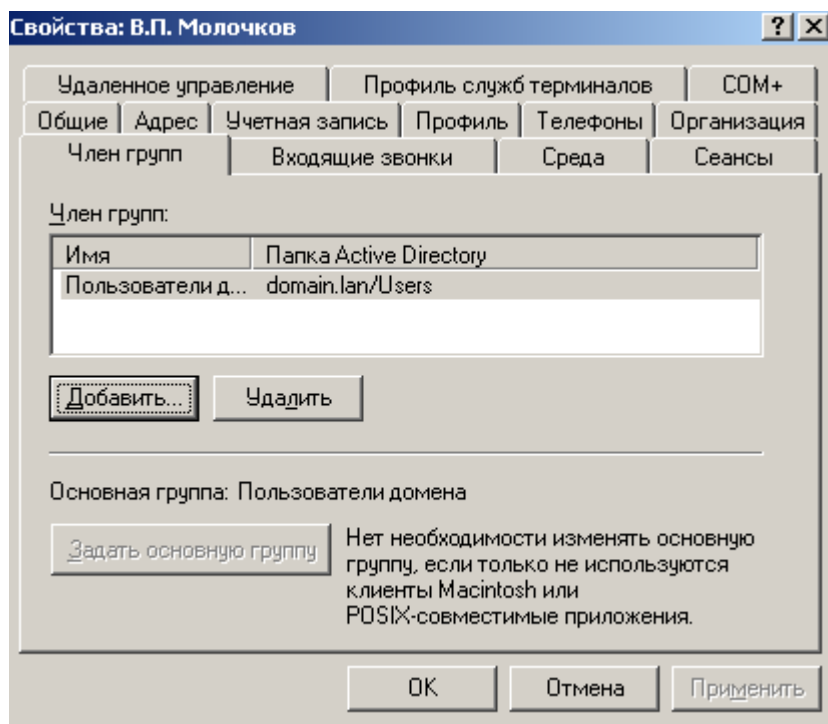 Свойства: В.П. Молочков
Удаленное управление Профиль служб терминалов COM+
Общие Адрес Учетная запись Профиль Телефоны Организация
Член групп Входящие звонки Среда Сеансы
Член групп:
Имя Папка Active Directory
Пользователи д... domain.lan/Users
Добавить... Удалить
Основная группа: Пользователи домена
Задать основную группу
Нет необходимости изменять основную
группу, если только не используются
клиенты Macintosh или
POSIX-совместимые приложения.
OK Отмена Применить